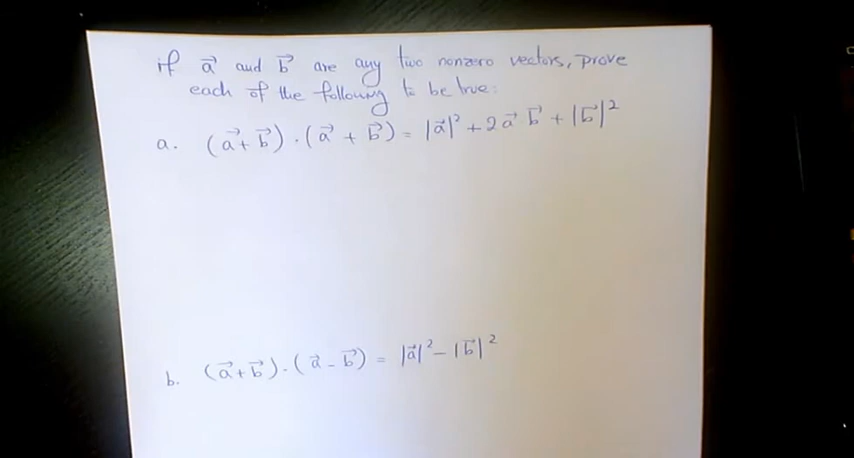 if a⃗ and b⃗ are any two nonzero vectors, prove
each of the following to be true:
a. (a⃗+b⃗)·(a⃗ + b⃗) = |a⃗|² + 2a⃗ b⃗ + |b⃗|²
b. (a⃗+b⃗)·(a⃗ - b⃗) = |a⃗|² - |b⃗|²